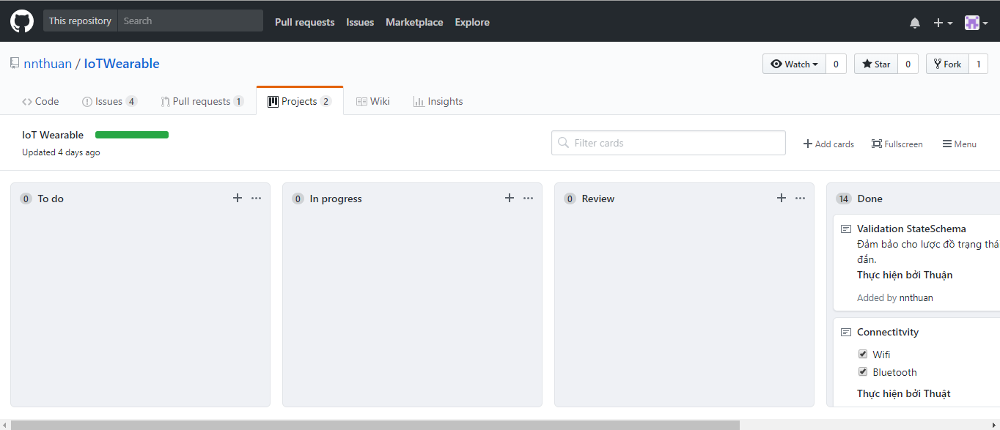 This repository Search Pull requests Issues Marketplace Explore
nnthuan / IoTWearable Watch 0 Star 0 Fork 1
Code Issues 4 Pull requests 1 Projects 2 Wiki Insights
IoT Wearable
Updated 4 days ago
Filter cards Add cards Fullscreen Menu
0 To do
0 In progress
0 Review
14 Done
Validation StateSchema
Đảm bảo cho lược đồ trạng thá
đắn.
Thực hiện bởi Thuận
Added by nnthuan
Connectitvity
Wifi
Bluetooth
Thực hiện bởi Thuật